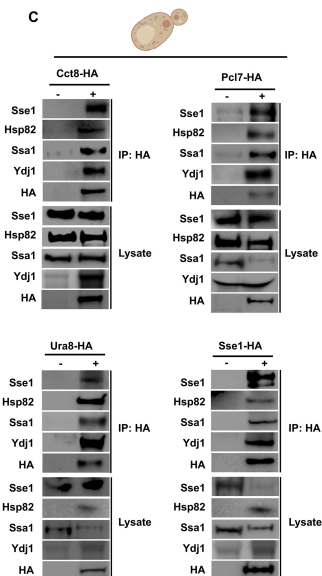 C
Cct8-HA
- +
Sse1
Hsp82
Ssa1
Ydj1
HA
IP: HA
Sse1
Hsp82
Ssa1
Ydj1
HA
Lysate
Pcl7-HA
- +
Sse1
Hsp82
Ssa1
Ydj1
HA
IP: HA
Sse1
Hsp82
Ssa1
Ydj1
HA
Lysate
Ura8-HA
- +
Sse1
Hsp82
Ssa1
Ydj1
HA
IP: HA
Sse1
Hsp82
Ssa1
Ydj1
HA
Lysate
Sse1-HA
- +
Sse1
Hsp82
Ssa1
Ydj1
HA
IP: HA
Sse1
Hsp82
Ssa1
Ydj1
HA
Lysate